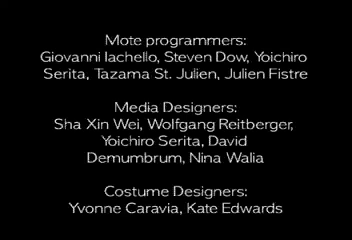 Mote programmers:
Giovanni Iachello, Steven Dow, Yoichiro
Serita, Tazama St. Julien, Julien Fistre
Media Designers:
Sha Xin Wei, Wolfgang Reitberger,
Yoichiro Serita, David
Demumbrum, Nina Walia
Costume Designers:
Yvonne Caravia, Kate Edwards